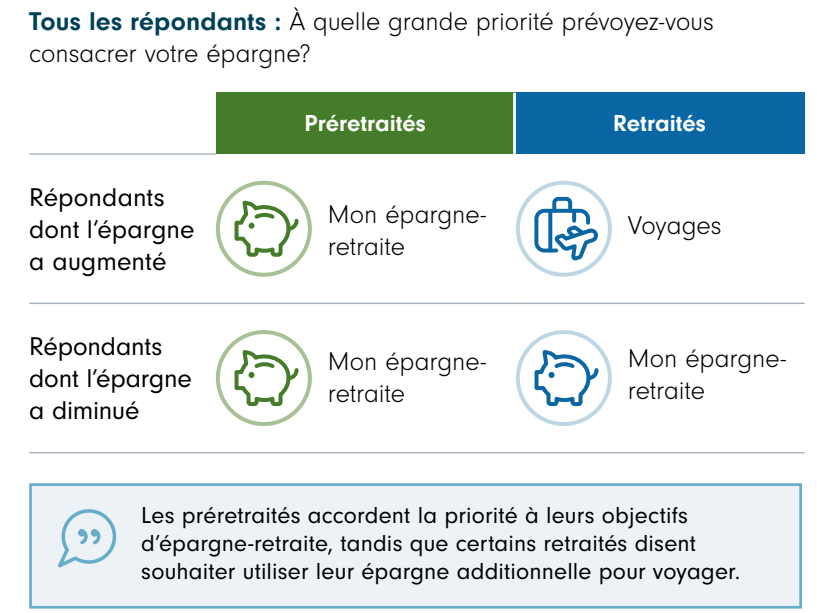 Tous les répondants : À quelle grande priorité prévoyez-vous
consacrer votre épargne?
Préretraités
Retraités
Répondants
dont l'épargne
a augmenté
Mon épargne-
retraite
Voyages
Répondants
dont l'épargne
a diminué
Mon épargne-
retraite
Mon épargne-
retraite
Les préretraités accordent la priorité à leurs objectifs
d'épargne-retraite, tandis que certains retraités disent
souhaiter utiliser leur épargne additionnelle pour voyager.